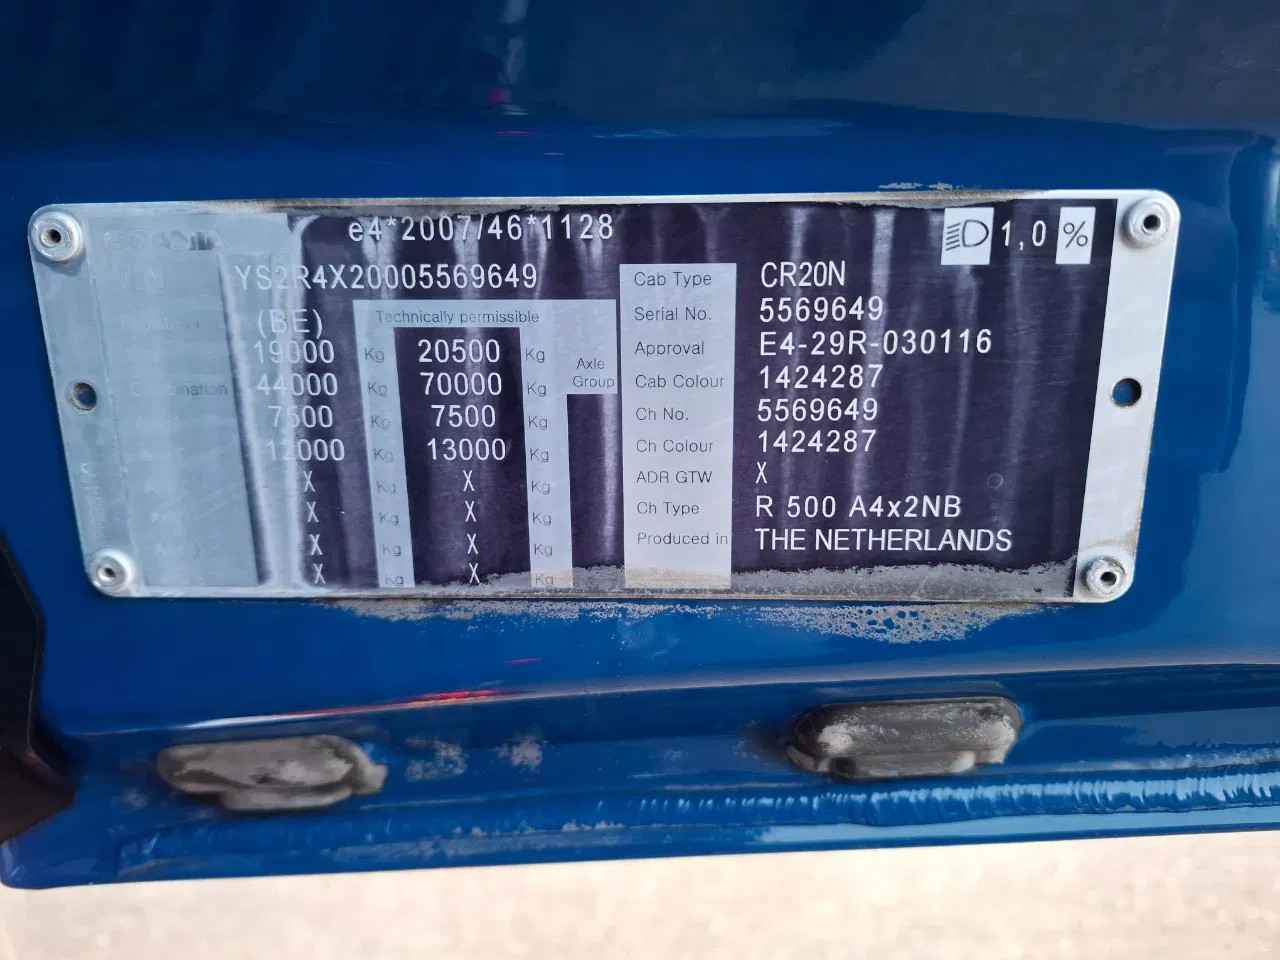 e4*2007/46*1128
1,0 %
YS2R4X20005569649
(BE)
Technically permissible
19000 Kg 20500 Kg
Axle Group
44000 Kg 70000 Kg
7500 Kg 7500 Kg
12000 Kg 13000 Kg
X Kg X Kg
X Kg X Kg
X Kg X Kg
X Kg X Kg
Cab Type CR20N
Serial No. 5569649
Approval E4-29R-030116
Cab Colour 1424287
Ch No. 5569649
Ch Colour 1424287
ADR GTW X
Ch Type R 500 A4x2NB
Produced in THE NETHERLANDS